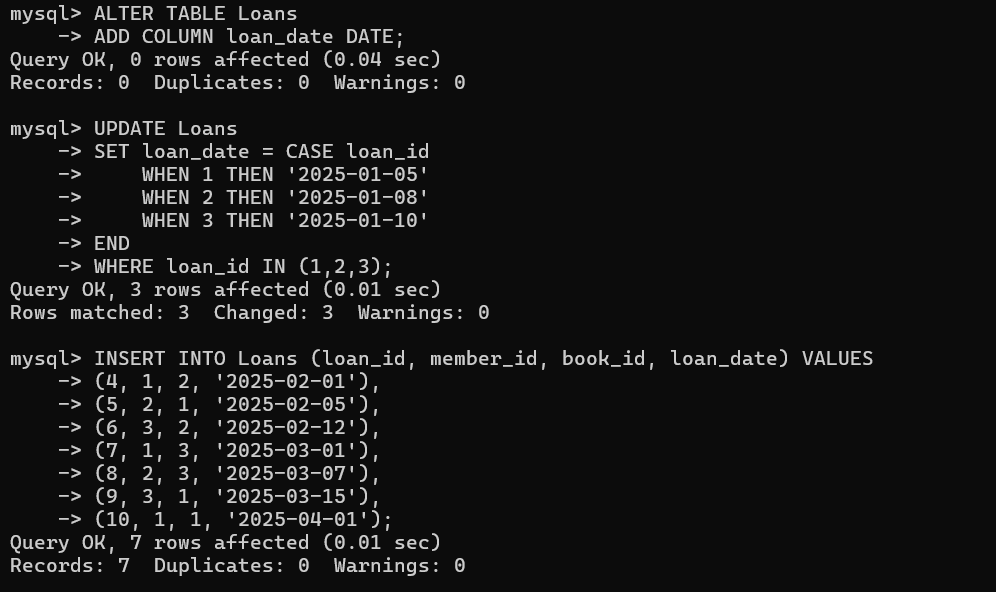 mysql> ALTER TABLE Loans
    -> ADD COLUMN loan_date DATE;
Query OK, 0 rows affected (0.04 sec)
Records: 0  Duplicates: 0  Warnings: 0

mysql> UPDATE Loans
    -> SET loan_date = CASE loan_id
    ->     WHEN 1 THEN '2025-01-05'
    ->     WHEN 2 THEN '2025-01-08'
    ->     WHEN 3 THEN '2025-01-10'
    -> END
    -> WHERE loan_id IN (1,2,3);
Query OK, 3 rows affected (0.01 sec)
Rows matched: 3  Changed: 3  Warnings: 0

mysql> INSERT INTO Loans (loan_id, member_id, book_id, loan_date) VALUES
    -> (4, 1, 2, '2025-02-01'),
    -> (5, 2, 1, '2025-02-05'),
    -> (6, 3, 2, '2025-02-12'),
    -> (7, 1, 3, '2025-03-01'),
    -> (8, 2, 3, '2025-03-07'),
    -> (9, 3, 1, '2025-03-15'),
    -> (10, 1, 1, '2025-04-01');
Query OK, 7 rows affected (0.01 sec)
Records: 7  Duplicates: 0  Warnings: 0